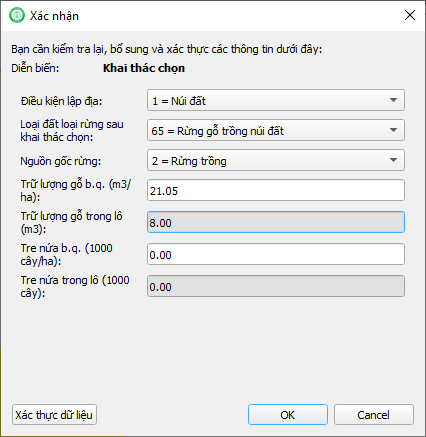 Xác nhận
Bạn cần kiểm tra lại, bổ sung và xác thực các thông tin dưới đây:
Diễn biến: Khai thác chọn
Điều kiện lập địa: 1 = Núi đất
Loại đất loại rừng sau
khai thác chọn: 65 = Rừng gỗ trồng núi đất
Nguồn gốc rừng: 2 = Rừng trồng
Trữ lượng gỗ b.q. (m3/
ha): 21.05
Trữ lượng gỗ trong lô
(m3): 8.00
Tre nứa b.q. (1000
cây/ha): 0.00
Tre nứa trong lô (1000
cây): 0.00
Xác thực dữ liệu OK Cancel